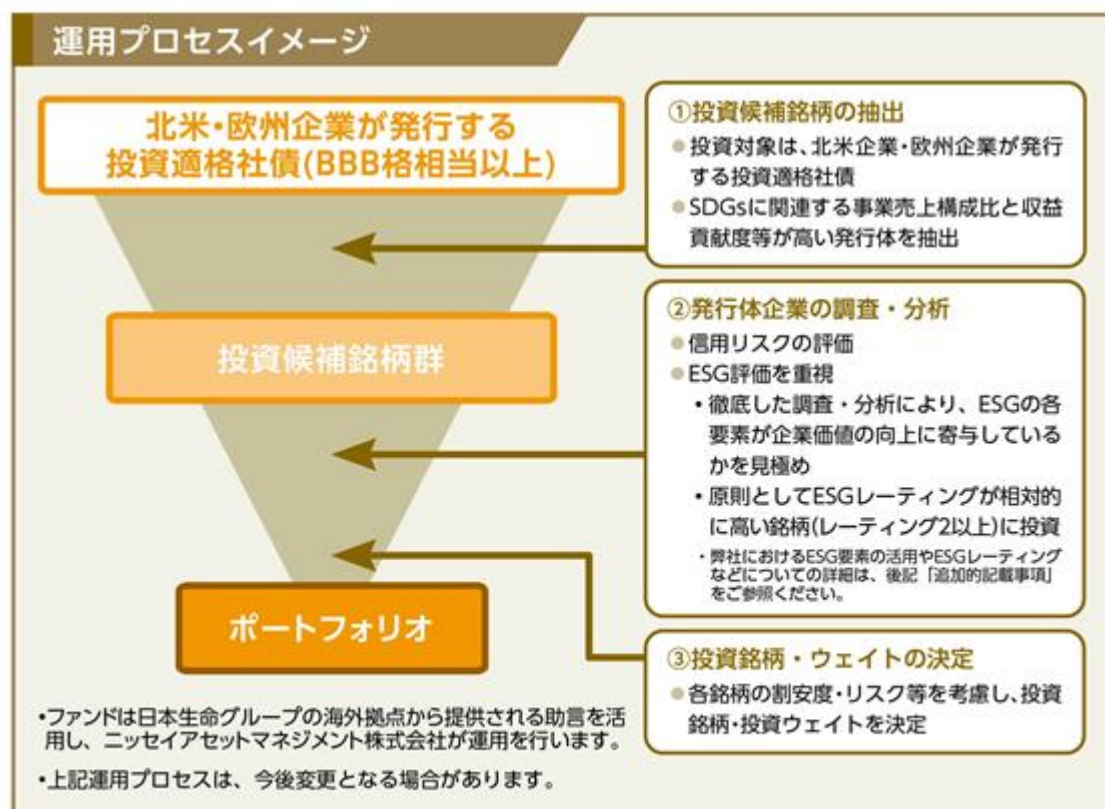 運用プロセスイメージ
北米・欧州企業が発行する
投資適格社債(BBB格相当以上)
投資候補銘柄群
ポートフォリオ
①投資候補銘柄の抽出
●投資対象は、北米企業・欧州企業が発行
する投資適格社債
●SDGsに関連する事業売上構成比と収益
貢献度等が高い発行体を抽出
②発行体企業の調査・分析
●信用リスクの評価
●ESG評価を重視
・徹底した調査・分析により、ESGの各
要素が企業価値の向上に寄与している
かを見極め
・原則としてESGレーティングが相対的
に高い銘柄(レーティング2以上)に投資
・弊社におけるESG要素の活用やESGレーティング
などについての詳細は、後記「追加的記載事項」
をご参照ください。
③投資銘柄・ウェイトの決定
●各銘柄の割安度・リスク等を考慮し、投資
銘柄・投資ウェイトを決定
•ファンドは日本生命グループの海外拠点から提供される助言を活
用し、ニッセイアセットマネジメント株式会社が運用を行います。
•上記運用プロセスは、今後変更となる場合があります。